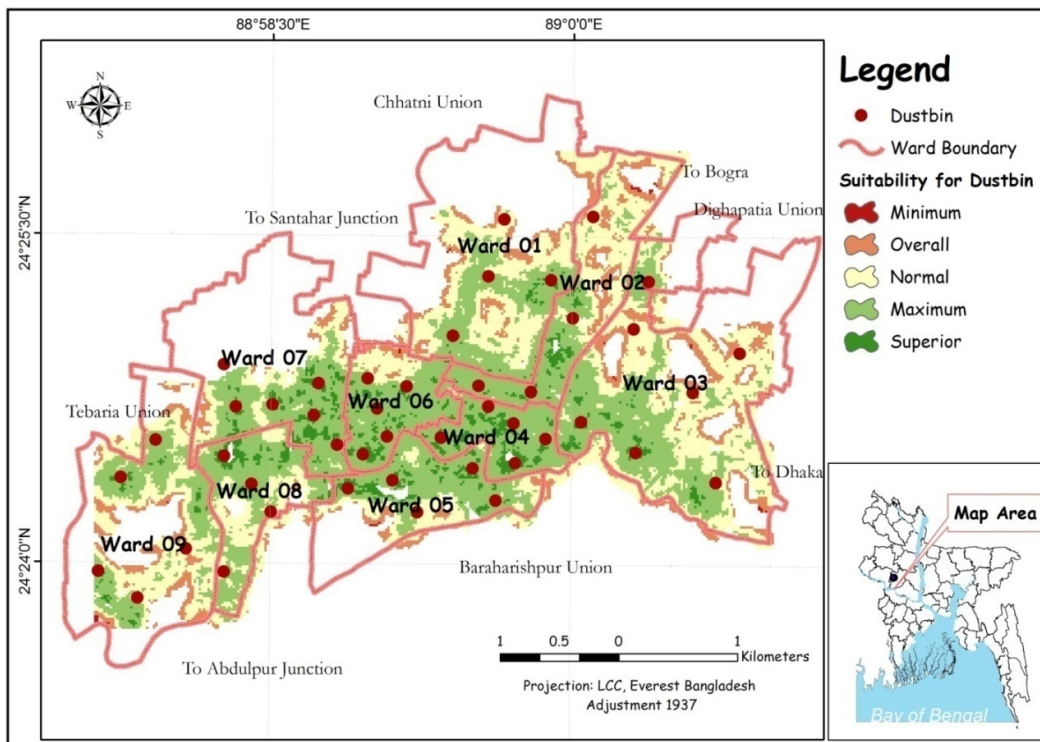 88°58'30"E
89°0'0"E
N
W
E
S
Chhatni Union
To Bogra
Dighapatia Union
To Santahar Junction
24°25'30"N
Ward 01
Ward 02
Ward 07
Ward 03
Ward 06
Tebaria Union
Ward 04
To Dhaka
Ward 08
Ward 05
Ward 09
24°24'0"N
Baraharishpur Union
To Abdulpur Junction
1 0.5 0 1
Kilometers
Projection: LCC, Everest Bangladesh
Adjustment 1937
Legend
Dustbin
Ward Boundary
Suitability for Dustbin
Minimum
Overall
Normal
Maximum
Superior
Map Area
Bay of Bengal